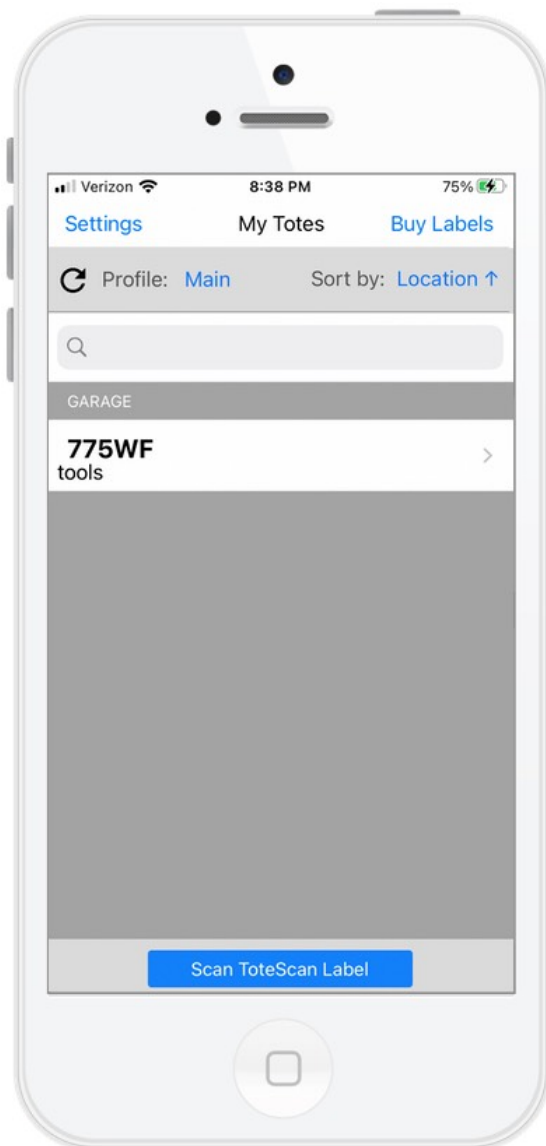 Verizon 8:38 PM 75%
Settings My Totes Buy Labels
Profile: Main Sort by: Location ↑
GARAGE
775WF
tools
Scan ToteScan Label